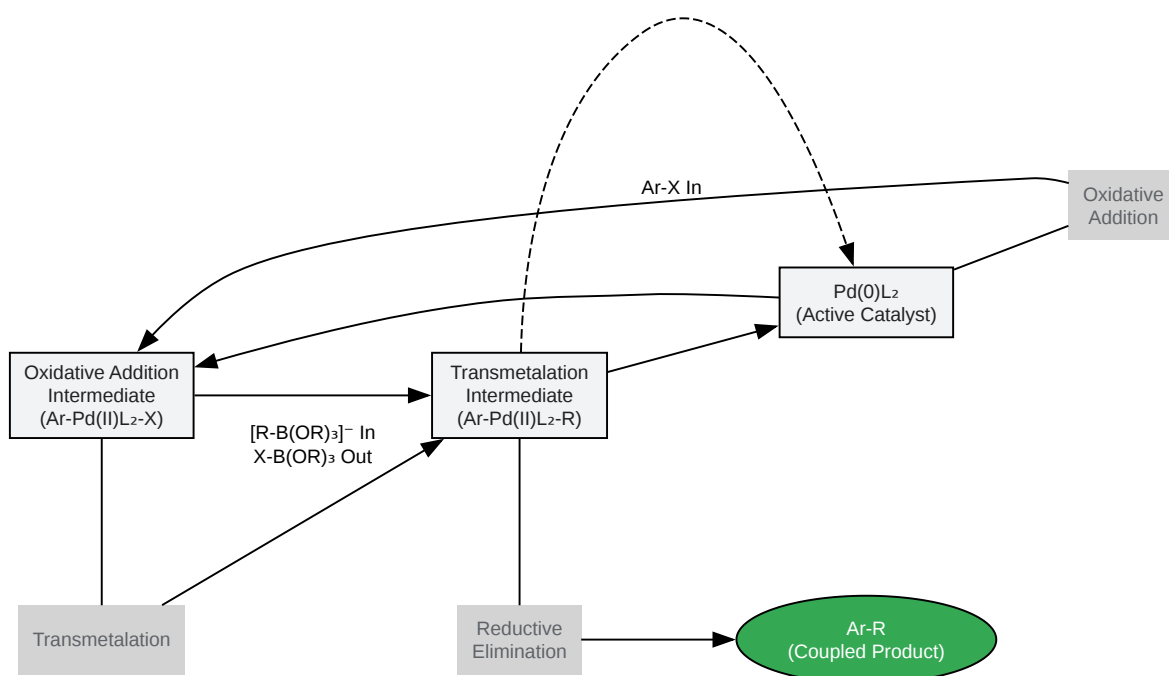 Ar-X In
Oxidative
Addition
Pd(0)L₂
(Active Catalyst)
Oxidative Addition
Intermediate
(Ar-Pd(II)L₂-X)
Transmetalation
Intermediate
(Ar-Pd(II)L₂-R)
[R-B(OR)₃]⁻ In
X-B(OR)₃ Out
Transmetalation
Reductive
Elimination
Ar-R
(Coupled Product)